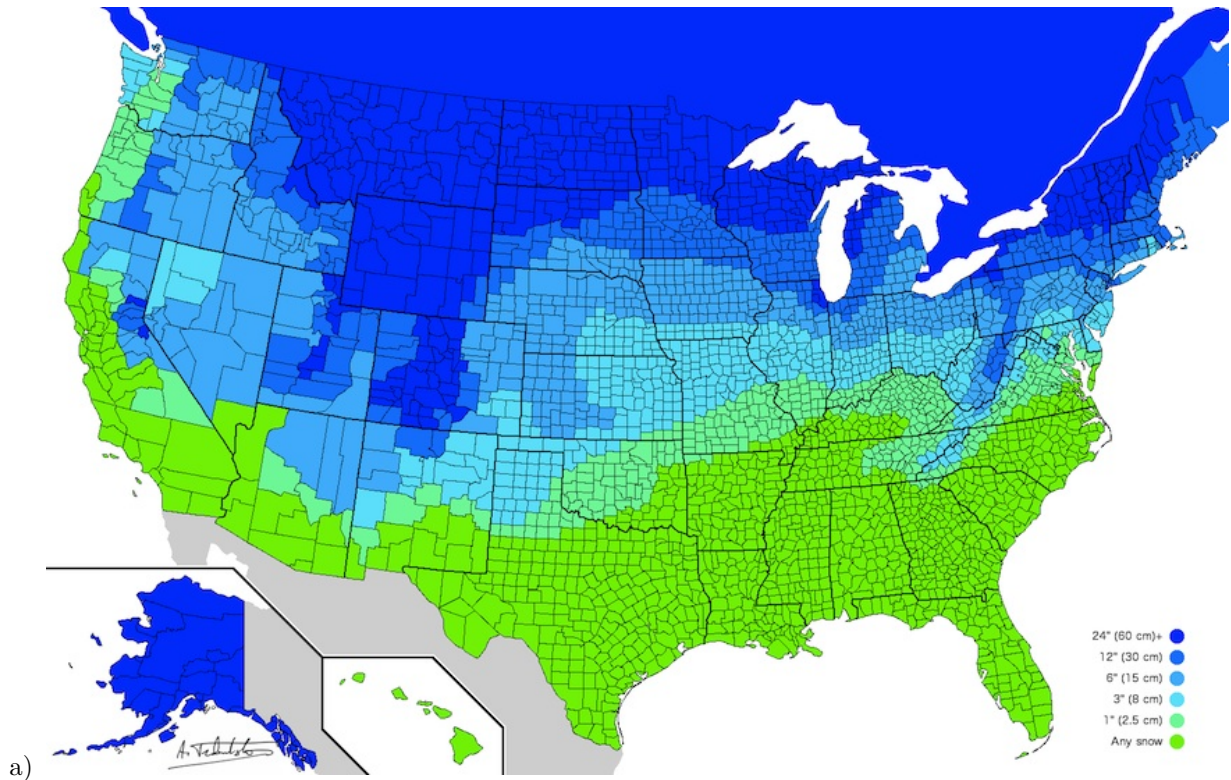 24" (60 cm)+
12" (30 cm)
6" (15 cm)
3" (8 cm)
1" (2.5 cm)
Any snow
a)